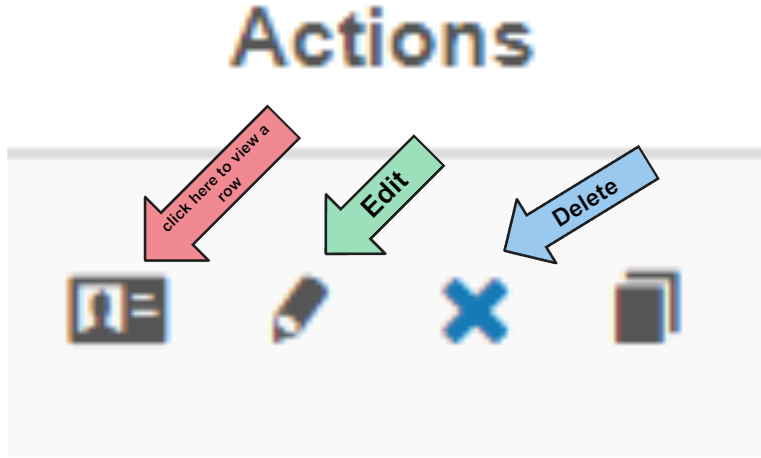 Actions
click here to view a
row
Edit
Delete